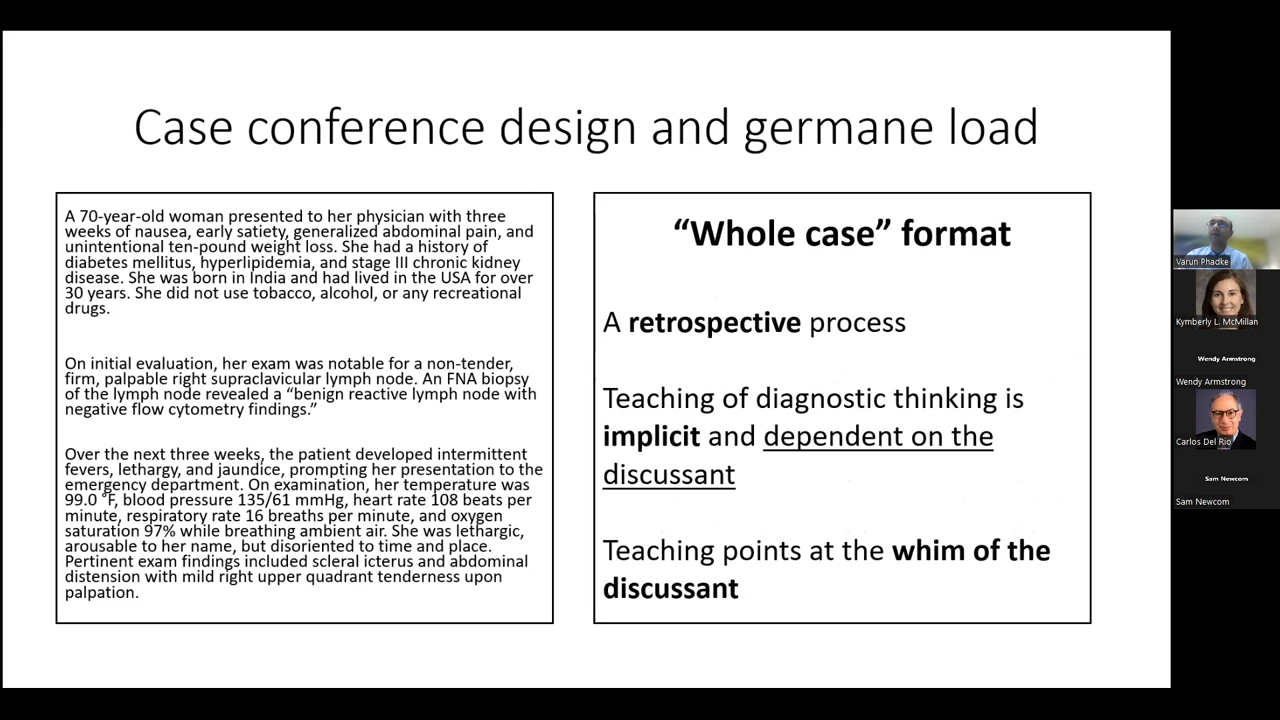 Case conference design and germane load
A 70-year-old woman presented to her physician with three
weeks of nausea, early satiety, generalized abdominal pain, and
unintentional ten-pound weight loss. She had a history of
diabetes mellitus, hyperlipidemia, and stage III chronic kidney
disease. She was born in India and had lived in the USA for over
30 years. She did not use tobacco, alcohol, or any recreational
drugs.
On initial evaluation, her exam was notable for a non-tender,
firm, palpable right supraclavicular lymph node. An FNA biopsy
of the lymph node revealed a “benign reactive lymph node with
negative flow cytometry findings.”
Over the next three weeks, the patient developed intermittent
fevers, lethargy, and jaundice, prompting her presentation to the
emergency department. On examination, her temperature was
99.0 °F, blood pressure 135/61 mmHg, heart rate 108 beats per
minute, respiratory rate 16 breaths per minute, and oxygen
saturation 97% while breathing ambient air. She was lethargic,
arousable to her name, but disoriented to time and place.
Pertinent exam findings included scleral icterus and abdominal
distension with mild right upper quadrant tenderness upon
palpation.
“Whole case” format
A retrospective process
Teaching of diagnostic thinking is
implicit and dependent on the
discussant
Teaching points at the whim of the
discussant
Varun Phadke
Kymberly L. McMillan
Wendy Armstrong
Wendy Armstrong
Carlos Del Rio
Sam Newcom
Sam Newcom